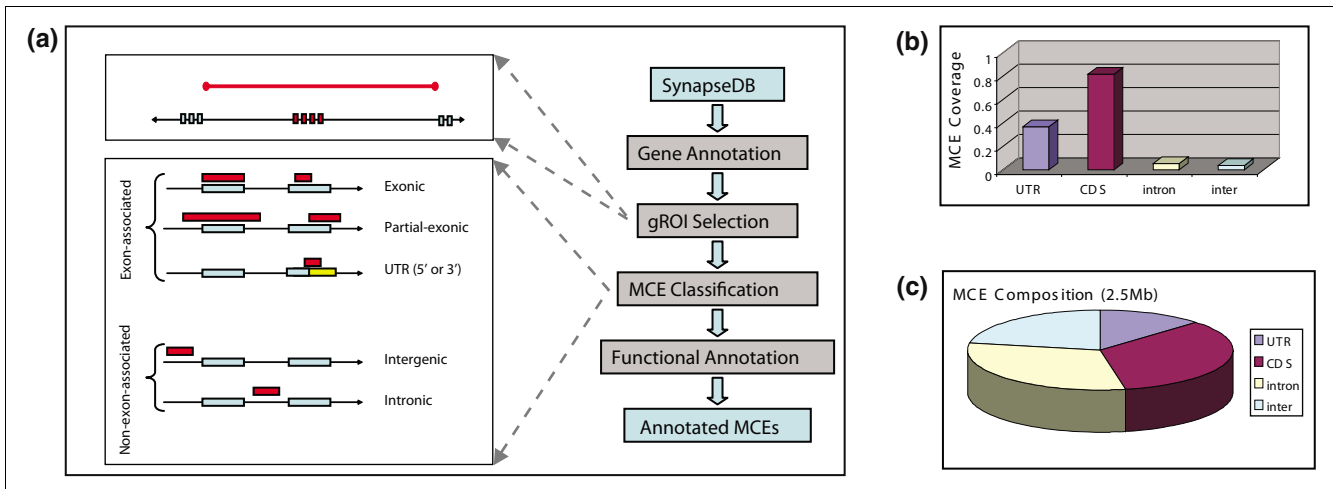 (a)
SynapseDB
Gene Annotation
gROI Selection
MCE Classification
Functional Annotation
Annotated MCEs
Exon-associated
Exonic
Partial-exonic
UTR (5' or 3')
Non-exon-associated
Intergenic
Intronic
(b)
MCE Coverage
1
0.8
0.6
0.4
0.2
0
UTR
CDS
intron
inter
(c)
MCE Composition (2.5Mb)
UTR
CDS
intron
inter